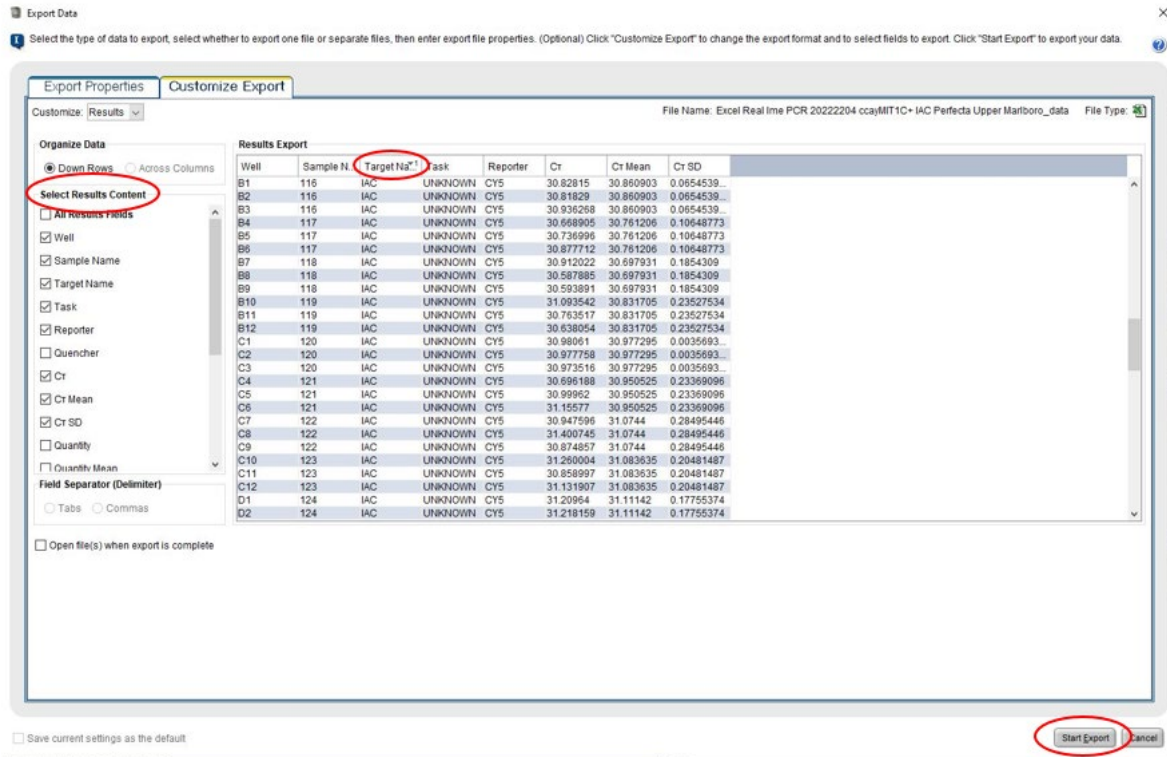 Export Data
Select the type of data to export, select whether to export one file or separate files, then enter export file properties. (Optional) Click "Customize Export" to change the export format and to select fields to export. Click "Start Export" to export your data.
Export Properties Customize Export
Customize: Results File Name: Excel Real Ime PCR 20222204 ccayMIT1C+ IAC Perfecta Upper Marlboro_data File Type:
Organize Data
Down Rows Across Columns
Select Results Content
All Results Fields
Well
Sample Name
Target Name
Task
Reporter
Quencher
Cт
Cт Mean
Cт SD
Quantity
Quantity Mean
Field Separator (Delimiter)
Tabs Commas
Open file(s) when export is complete
Results Export
Well Sample N... Target Na... Task Reporter Cт Cт Mean Cт SD
B1 116 IAC UNKNOWN CY5 30.82815 30.860903 0.0654539...
B2 116 IAC UNKNOWN CY5 30.81829 30.860903 0.0654539...
B3 116 IAC UNKNOWN CY5 30.936268 30.860903 0.0654539...
B4 117 IAC UNKNOWN CY5 30.668905 30.761206 0.10648773
B5 117 IAC UNKNOWN CY5 30.736996 30.761206 0.10648773
B6 117 IAC UNKNOWN CY5 30.877712 30.761206 0.10648773
B7 118 IAC UNKNOWN CY5 30.912022 30.697931 0.1854309
B8 118 IAC UNKNOWN CY5 30.587885 30.697931 0.1854309
B9 118 IAC UNKNOWN CY5 30.593891 30.697931 0.1854309
B10 119 IAC UNKNOWN CY5 31.093542 30.831705 0.23527534
B11 119 IAC UNKNOWN CY5 30.763517 30.831705 0.23527534
B12 119 IAC UNKNOWN CY5 30.638054 30.831705 0.23527534
C1 120 IAC UNKNOWN CY5 30.98061 30.977295 0.0035693...
C2 120 IAC UNKNOWN CY5 30.977758 30.977295 0.0035693...
C3 120 IAC UNKNOWN CY5 30.973516 30.977295 0.0035693...
C4 121 IAC UNKNOWN CY5 30.696188 30.950525 0.23369096
C5 121 IAC UNKNOWN CY5 30.99962 30.950525 0.23369096
C6 121 IAC UNKNOWN CY5 31.15577 30.950525 0.23369096
C7 122 IAC UNKNOWN CY5 30.947596 31.0744 0.28495446
C8 122 IAC UNKNOWN CY5 31.400745 31.0744 0.28495446
C9 122 IAC UNKNOWN CY5 30.874857 31.0744 0.28495446
C10 123 IAC UNKNOWN CY5 31.260004 31.083635 0.20481487
C11 123 IAC UNKNOWN CY5 30.858997 31.083635 0.20481487
C12 123 IAC UNKNOWN CY5 31.131907 31.083635 0.20481487
D1 124 IAC UNKNOWN CY5 31.20964 31.11142 0.17755374
D2 124 IAC UNKNOWN CY5 31.218159 31.11142 0.17755374
Save current settings as the default
Start Export Cancel